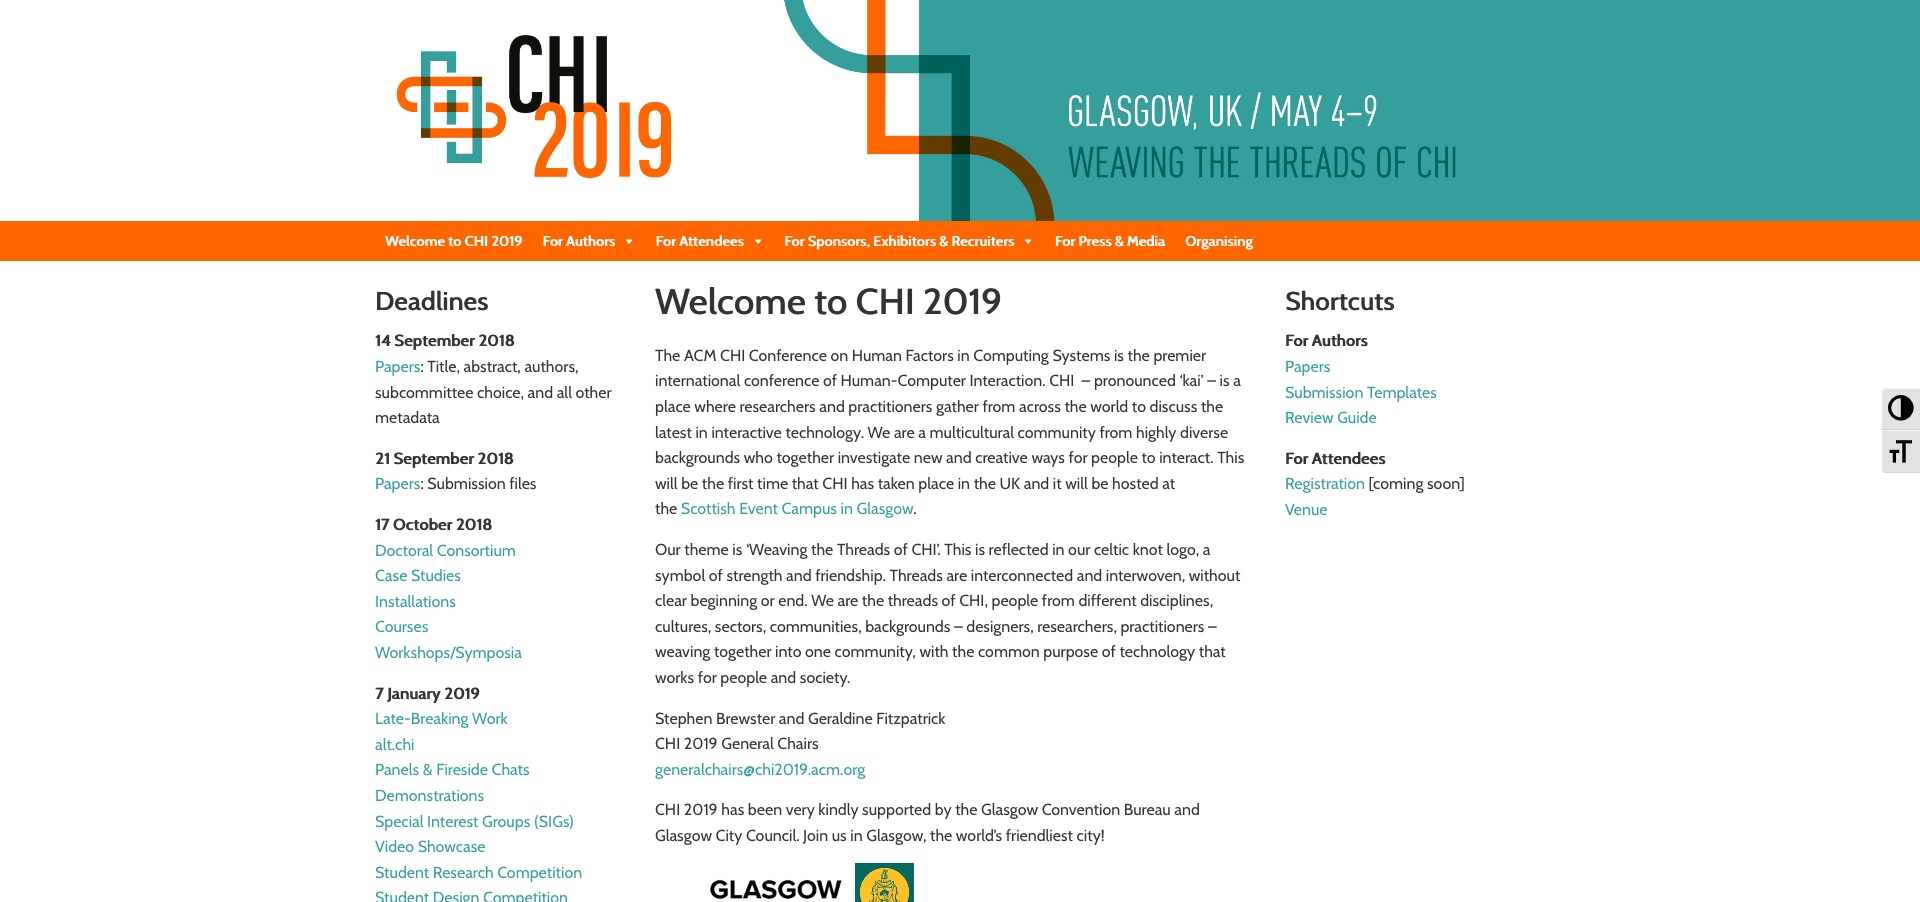 CHI
2019
GLASGOW, UK / MAY 4–9
WEAVING THE THREADS OF CHI
Welcome to CHI 2019 For Authors For Attendees For Sponsors, Exhibitors & Recruiters For Press & Media Organising
Deadlines
14 September 2018
Papers: Title, abstract, authors,
subcommittee choice, and all other
metadata
21 September 2018
Papers: Submission files
17 October 2018
Doctoral Consortium
Case Studies
Installations
Courses
Workshops/Symposia
7 January 2019
Late-Breaking Work
alt.chi
Panels & Fireside Chats
Demonstrations
Special Interest Groups (SIGs)
Video Showcase
Student Research Competition
Student Design Competition
Welcome to CHI 2019
The ACM CHI Conference on Human Factors in Computing Systems is the premier
international conference of Human-Computer Interaction. CHI – pronounced ‘kai’ – is a
place where researchers and practitioners gather from across the world to discuss the
latest in interactive technology. We are a multicultural community from highly diverse
backgrounds who together investigate new and creative ways for people to interact. This
will be the first time that CHI has taken place in the UK and it will be hosted at
the Scottish Event Campus in Glasgow.
Our theme is ‘Weaving the Threads of CHI’. This is reflected in our celtic knot logo, a
symbol of strength and friendship. Threads are interconnected and interwoven, without
clear beginning or end. We are the threads of CHI, people from different disciplines,
cultures, sectors, communities, backgrounds – designers, researchers, practitioners –
weaving together into one community, with the common purpose of technology that
works for people and society.
Stephen Brewster and Geraldine Fitzpatrick
CHI 2019 General Chairs
generalchairs@chi2019.acm.org
CHI 2019 has been very kindly supported by the Glasgow Convention Bureau and
Glasgow City Council. Join us in Glasgow, the world’s friendliest city!
GLASGOW
Shortcuts
For Authors
Papers
Submission Templates
Review Guide
For Attendees
Registration [coming soon]
Venue